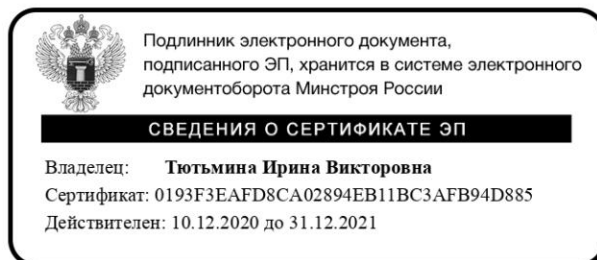 Подлинник электронного документа,
подписанного ЭП, хранится в системе электронного
документоборота Минстроя России
СВЕДЕНИЯ О СЕРТИФИКАТЕ ЭП
Владелец: Тютьмина Ирина Викторовна
Сертификат: 0193F3EAFD8CA02894EB11BC3AFB94D885
Действителен: 10.12.2020 до 31.12.2021